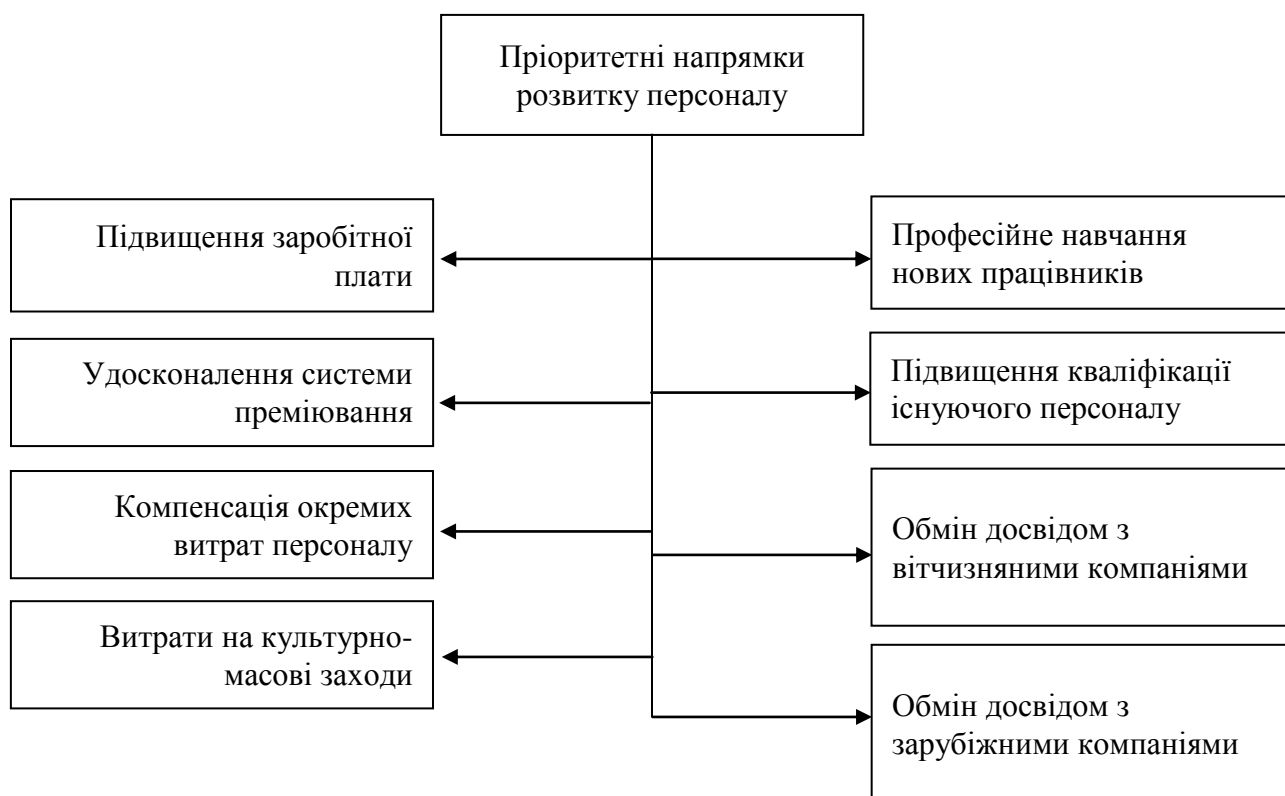 Пріоритетні напрямки
розвитку персоналу
Підвищення заробітної
плати
Удосконалення системи
преміювання
Компенсація окремих
витрат персоналу
Витрати на культурно-
масові заходи
Професійне навчання
нових працівників
Підвищення кваліфікації
існуючого персоналу
Обмін досвідом з
вітчизняними компаніями
Обмін досвідом з
зарубіжними компаніями